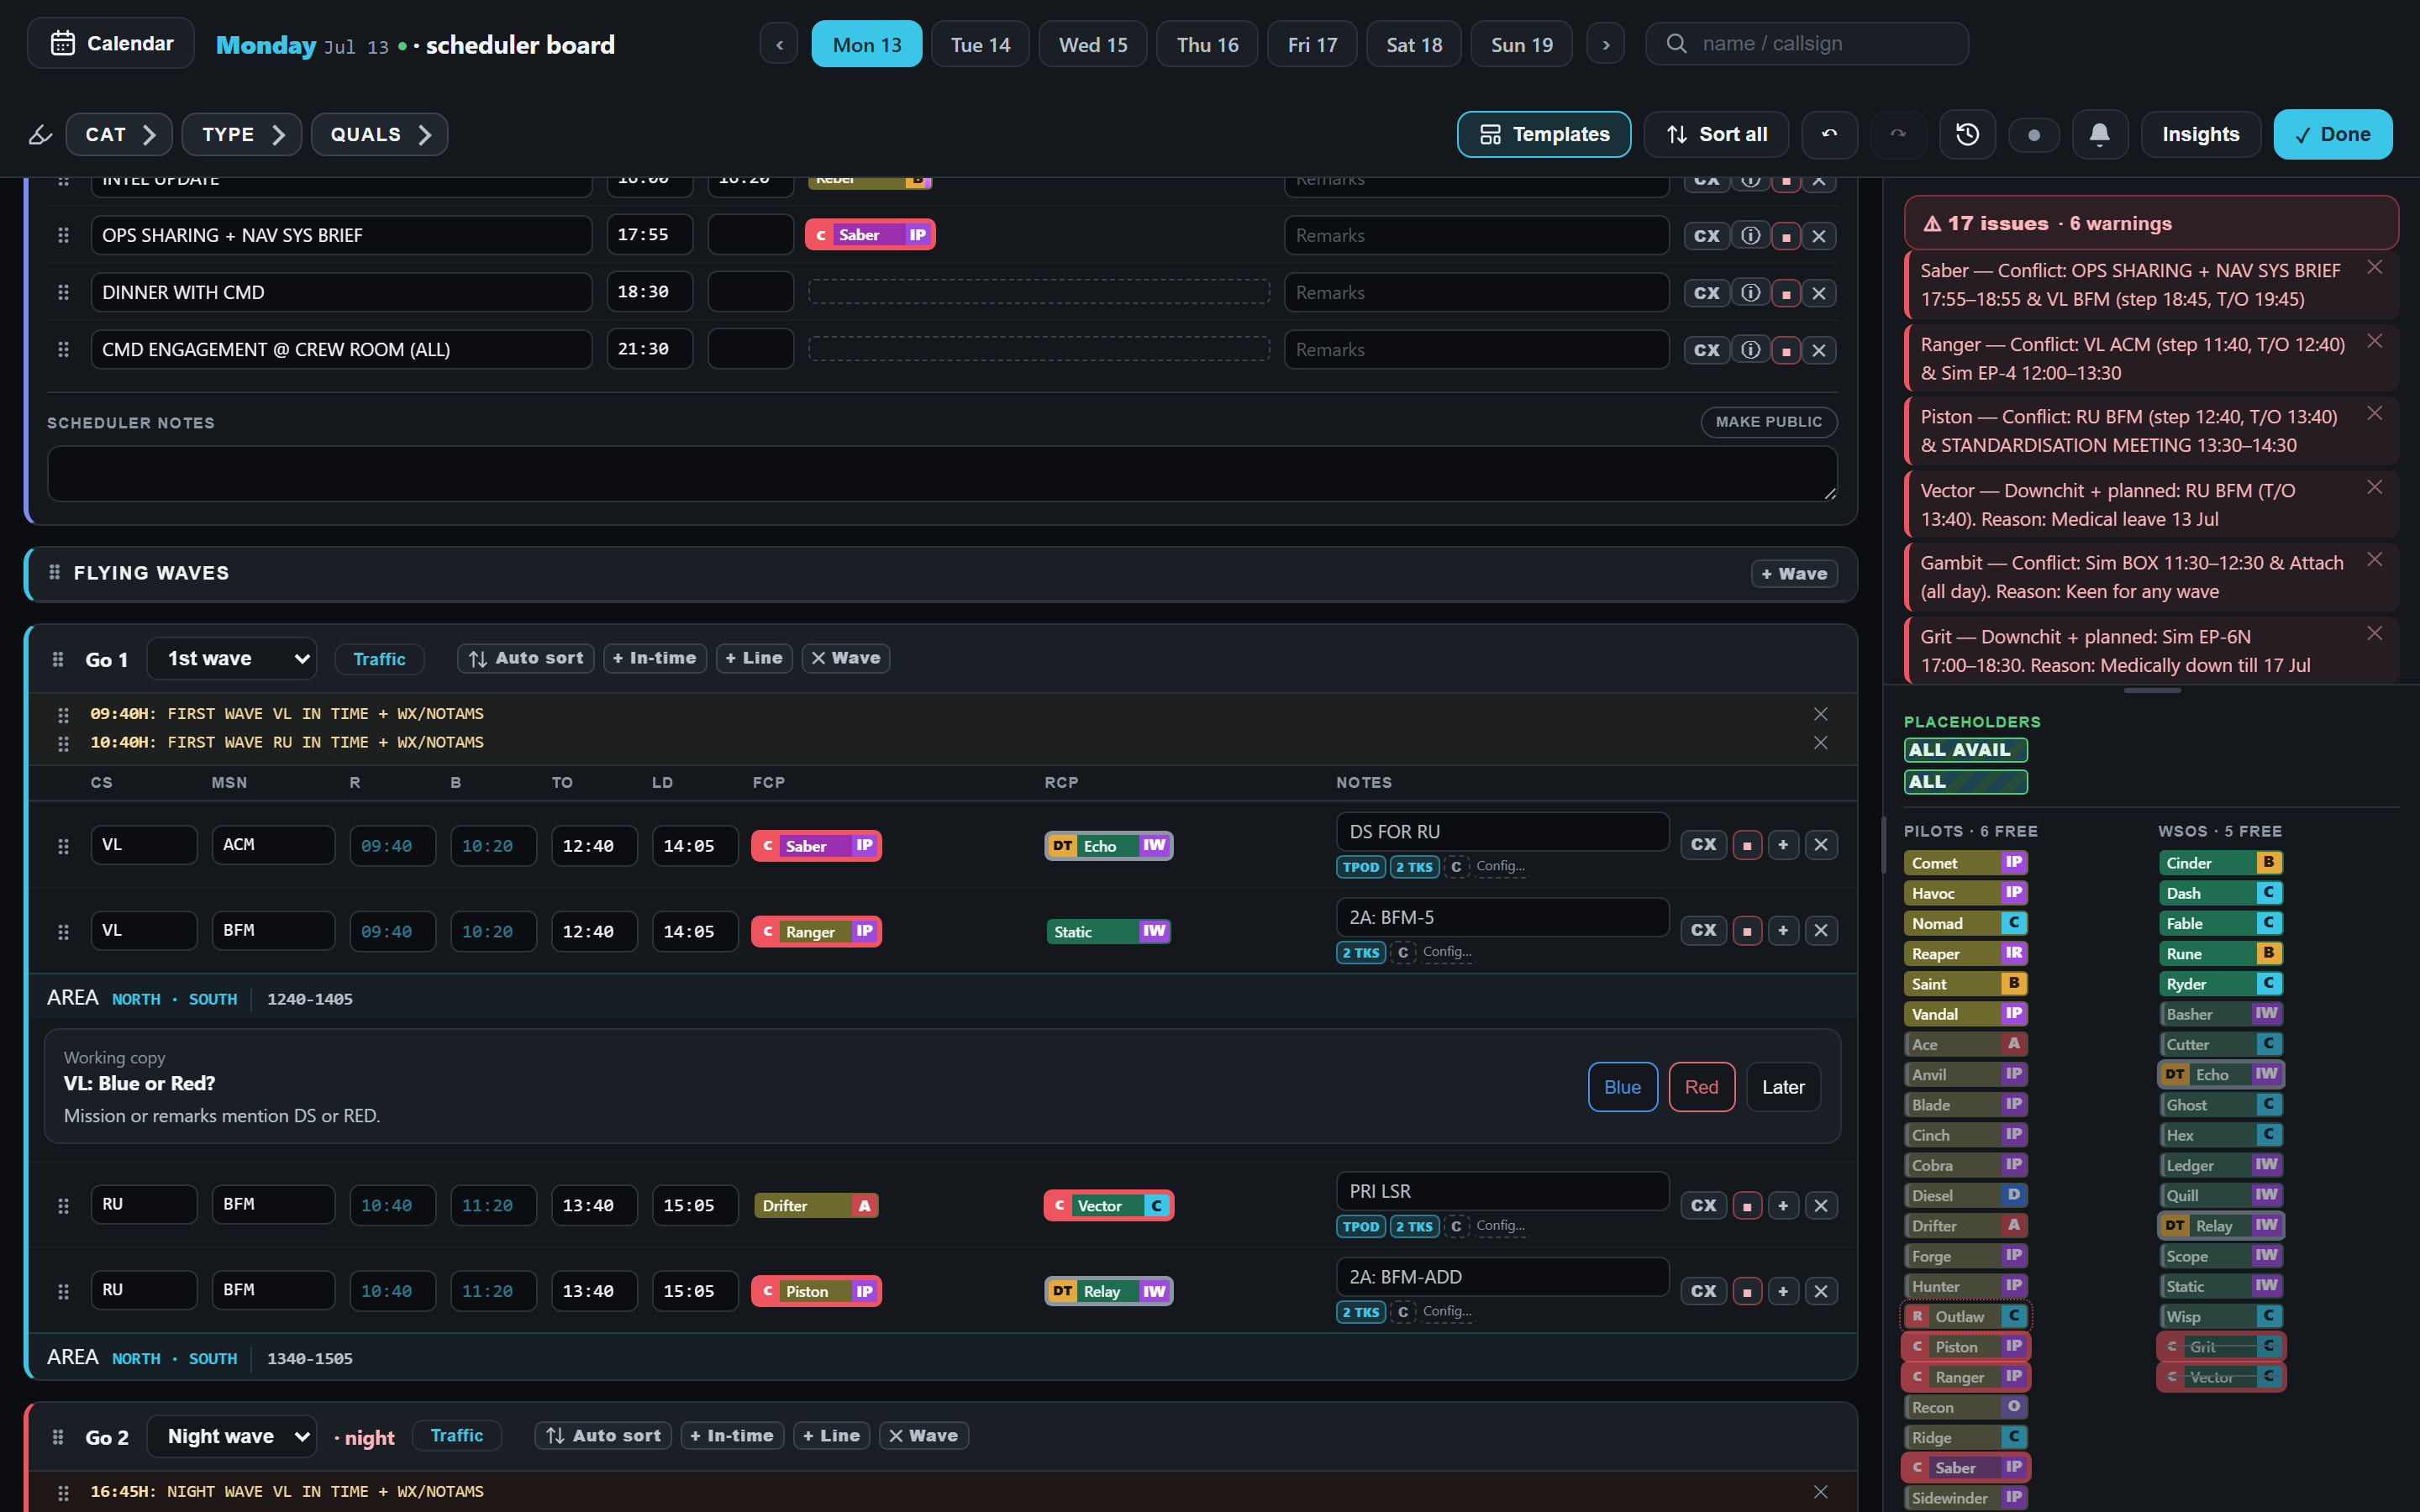 Calendar
Monday Jul 13 · scheduler board
Mon 13
Tue 14
Wed 15
Thu 16
Fri 17
Sat 18
Sun 19
name / callsign
CAT
TYPE
QUALS
Templates
Sort all
Insights
✓ Done
INTEL UPDATE 16:00 16:20 Rebel B Remarks CX
OPS SHARING + NAV SYS BRIEF 17:55 C Saber IP Remarks CX
DINNER WITH CMD 18:30 Remarks CX
CMD ENGAGEMENT @ CREW ROOM (ALL) 21:30 Remarks CX
SCHEDULER NOTES
MAKE PUBLIC
FLYING WAVES
+ Wave
Go 1 1st wave Traffic Auto sort + In-time + Line × Wave
09:40H: FIRST WAVE VL IN TIME + WX/NOTAMS
10:40H: FIRST WAVE RU IN TIME + WX/NOTAMS
CS MSN R B TO LD FCP RCP NOTES
VL ACM 09:40 10:20 12:40 14:05 C Saber IP DT Echo IW DS FOR RU CX +
TPOD 2 TKS C Config...
VL BFM 09:40 10:20 12:40 14:05 C Ranger IP Static IW 2A: BFM-5 CX +
2 TKS C Config...
AREA NORTH · SOUTH 1240-1405
Working copy
VL: Blue or Red?
Mission or remarks mention DS or RED.
Blue
Red
Later
RU BFM 10:40 11:20 13:40 15:05 Drifter A C Vector C PRI LSR CX +
TPOD 2 TKS C Config...
RU BFM 10:40 11:20 13:40 15:05 C Piston IP DT Relay IW 2A: BFM-ADD CX +
2 TKS C Config...
AREA NORTH · SOUTH 1340-1505
Go 2 Night wave · night Traffic Auto sort + In-time + Line × Wave
16:45H: NIGHT WAVE VL IN TIME + WX/NOTAMS
⚠ 17 issues · 6 warnings
Saber — Conflict: OPS SHARING + NAV SYS BRIEF
17:55–18:55 & VL BFM (step 18:45, T/O 19:45)
Ranger — Conflict: VL ACM (step 11:40, T/O 12:40)
& Sim EP-4 12:00–13:30
Piston — Conflict: RU BFM (step 12:40, T/O 13:40)
& STANDARDISATION MEETING 13:30–14:30
Vector — Downchit + planned: RU BFM (T/O
13:40). Reason: Medical leave 13 Jul
Gambit — Conflict: Sim BOX 11:30–12:30 & Attach
(all day). Reason: Keen for any wave
Grit — Downchit + planned: Sim EP-6N
17:00–18:30. Reason: Medically down till 17 Jul
PLACEHOLDERS
ALL AVAIL
ALL
PILOTS · 6 FREE
Comet IP
Havoc IP
Nomad C
Reaper IR
Saint B
Vandal IP
Ace A
Anvil IP
Blade IP
Cinch IP
Cobra IP
Diesel D
Drifter A
Forge IP
Hunter IP
R Outlaw C
C Piston IP
C Ranger IP
Recon O
Ridge C
C Saber IP
Sidewinder IP
WSOS · 5 FREE
Cinder B
Dash C
Fable C
Rune B
Ryder C
Basher IW
Cutter C
DT Echo IW
Ghost C
Hex C
Ledger IW
Quill IW
DT Relay IW
Scope IW
Static IW
Wisp C
C Grit C
C Vector C